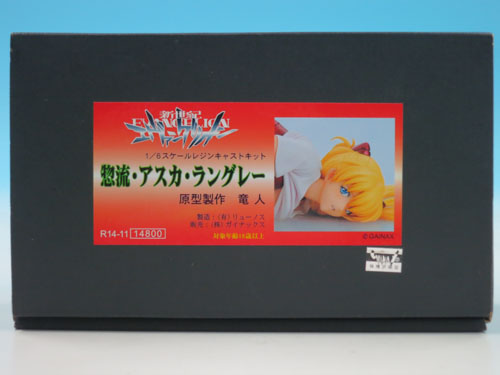 新世紀
EVANGELION
エヴァンゲリオン
1/6スケールレジンキャストキット
惣流・アスカ・ラングレー
原型製作 竜人
製造：(有)リューノス
販売：(株)ガイナックス
対象年齢18歳以上
R14-11 14800
©GAINAX